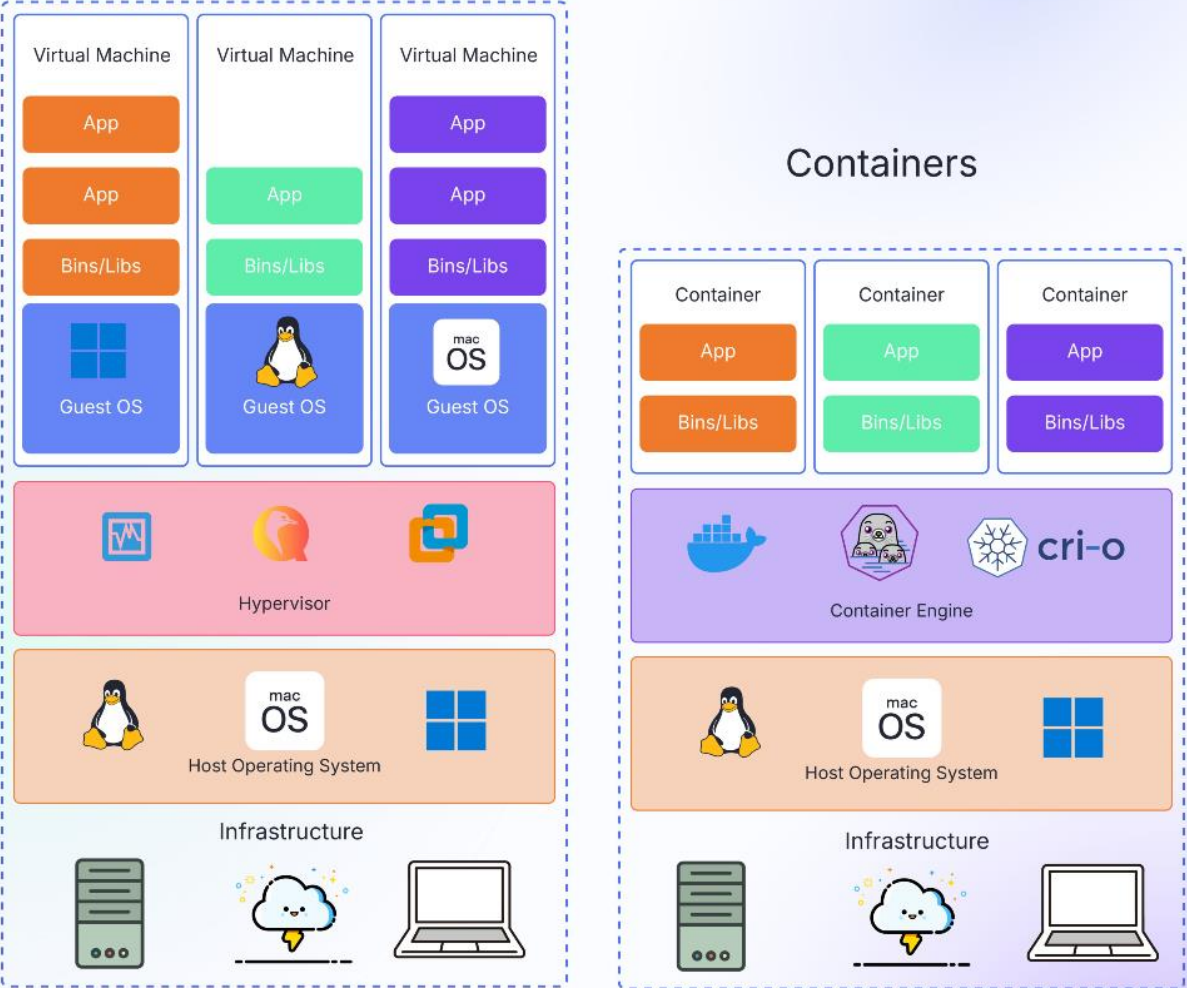 Virtual Machine
App
App
Bins/Libs
Guest OS
Virtual Machine
App
Bins/Libs
Guest OS
Virtual Machine
App
App
Bins/Libs
mac
OS
Guest OS
Hypervisor
mac
OS
Host Operating System
Infrastructure
Containers
Container
App
Bins/Libs
Container
App
Bins/Libs
Container
App
Bins/Libs
cri-o
Container Engine
mac
OS
Host Operating System
Infrastructure